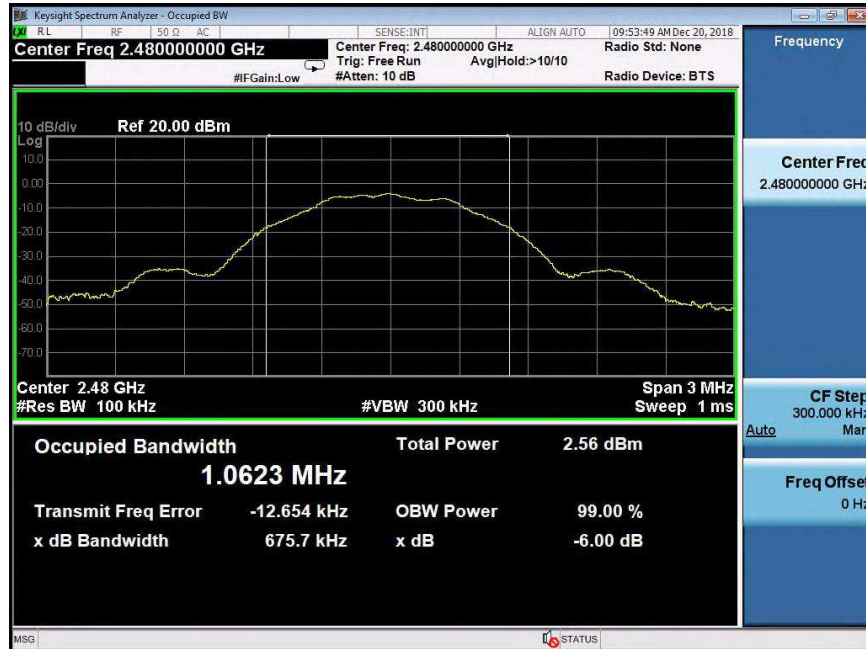 Keysight Spectrum Analyzer - Occupied BW
LXI RL RF 50 Ω AC SENSE:INT ALIGN AUTO 09:53:49 AM Dec 20, 2018
Center Freq 2.480000000 GHz
Center Freq: 2.480000000 GHz Radio Std: None
Trig: Free Run Avg|Hold:>10/10
#IFGain:Low #Atten: 10 dB Radio Device: BTS
10 dB/div Ref 20.00 dBm
Log
10.0
0.00
-10.0
-20.0
-30.0
-40.0
-50.0
-60.0
-70.0
Center 2.48 GHz Span 3 MHz
#Res BW 100 kHz #VBW 300 kHz Sweep 1 ms
Occupied Bandwidth Total Power 2.56 dBm
1.0623 MHz
Transmit Freq Error -12.654 kHz OBW Power 99.00 %
x dB Bandwidth 675.7 kHz x dB -6.00 dB
MSG STATUS
Frequency
Center Freq
2.480000000 GHz
CF Step
300.000 kHz
Auto Man
Freq Offset
0 Hz